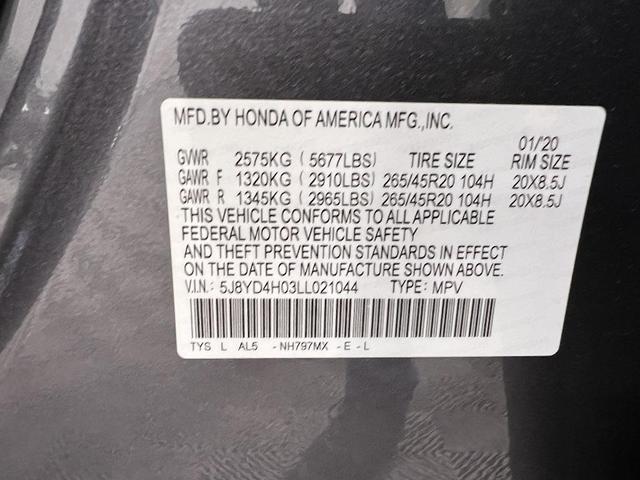 MFD.BY HONDA OF AMERICA MFG.,INC.
01/20
GVWR 2575KG ( 5677LBS) TIRE SIZE RIM SIZE
GAWR F 1320KG ( 2910LBS) 265/45R20 104H 20X8.5J
GAWR R 1345KG ( 2965LBS) 265/45R20 104H 20X8.5J
THIS VEHICLE CONFORMS TO ALL APPLICABLE
FEDERAL MOTOR VEHICLE SAFETY
AND THEFT PREVENTION STANDARDS IN EFFECT
ON THE DATE OF MANUFACTURE SHOWN ABOVE.
V.I.N.: 5J8YD4H03LL021044 TYPE: MPV
TYS L AL5 -NH797MX -E -L